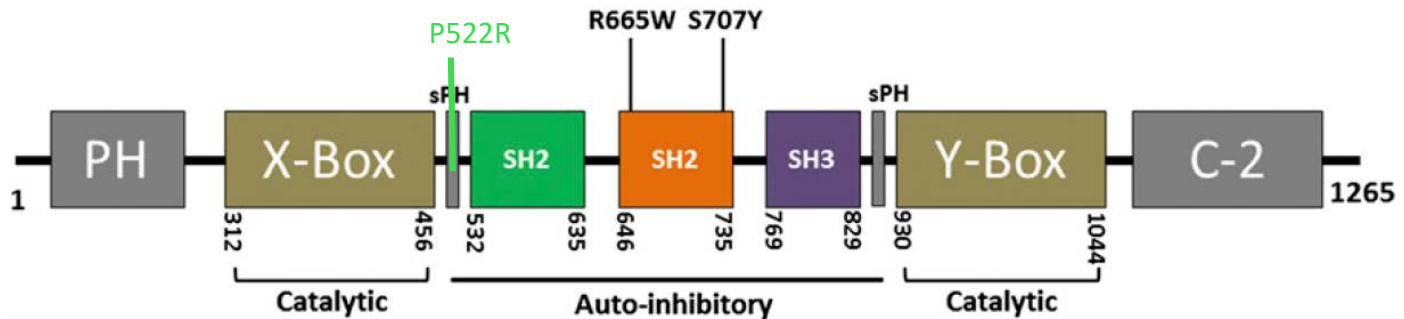 R665W S707Y
P522R
sPH
sPH
PH
X-Box
SH2
SH2
SH3
Y-Box
C-2
1
1265
312
456
532
635
646
735
769
829
930
1044
Catalytic
Auto-inhibitory
Catalytic